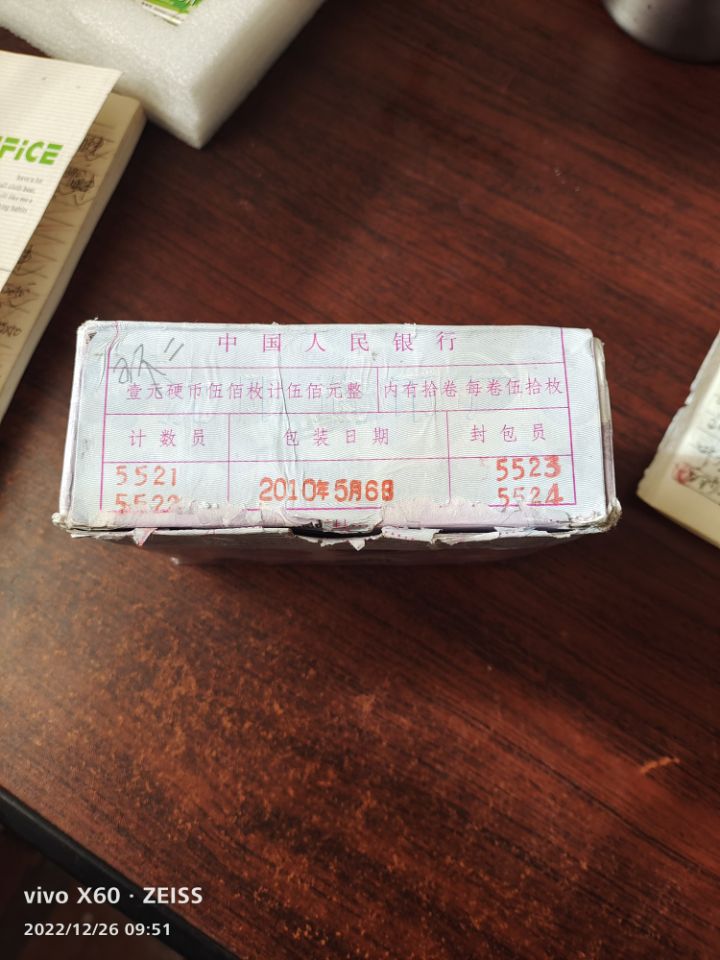 FFICE
中国人民银行
壹元硬币伍佰枚计伍佰元整 内有拾卷 每卷伍拾枚
计数员 包装日期 封包员
5521 5523
2010年5月6日
5522 5524
vivo X60 · ZEISS
2022/12/26 09:51